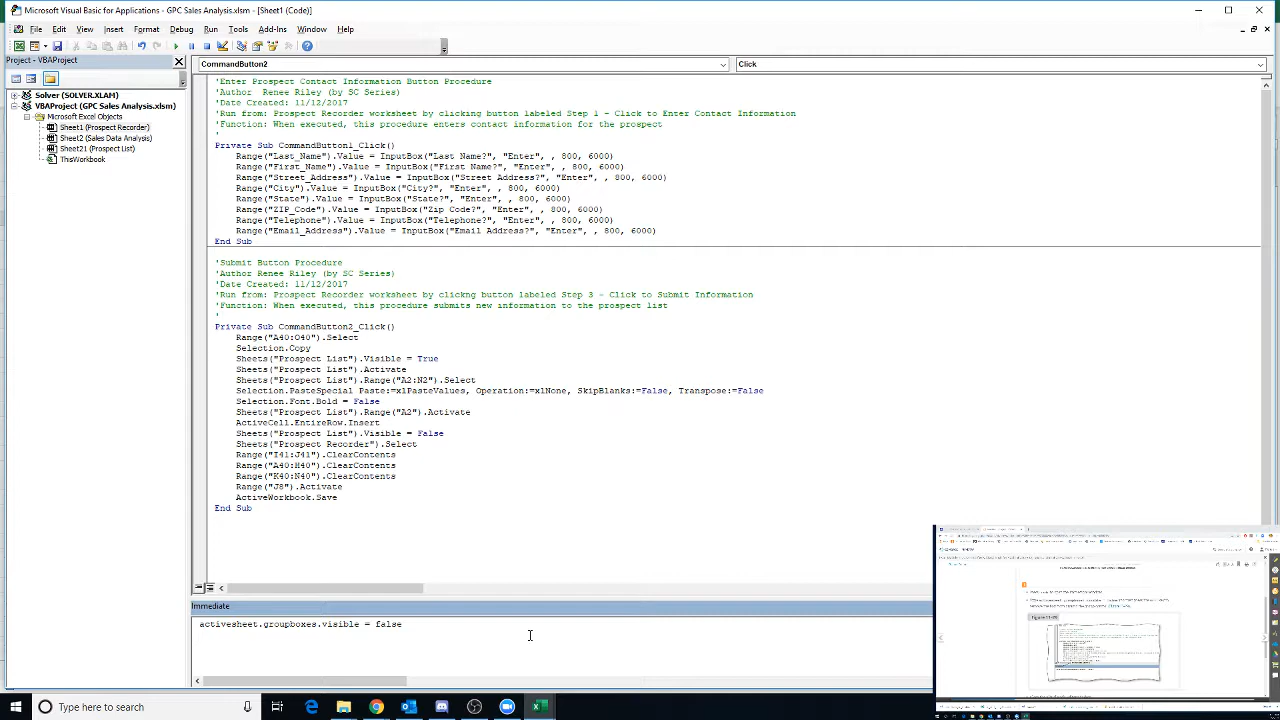 Microsoft Visual Basic for Applications - GPC Sales Analysis.xlsm - [Sheet1 (Code)]
File Edit View Insert Format Debug Run Tools Add-Ins Window Help
Project - VBAProject
CommandButton2
Click
Solver (SOLVER.XLAM)
VBAProject (GPC Sales Analysis.xlsm)
Microsoft Excel Objects
Sheet1 (Prospect Recorder)
Sheet2 (Sales Data Analysis)
Sheet21 (Prospect List)
ThisWorkbook
'Enter Prospect Contact Information Button Procedure
'Author  Renee Riley (by SC Series)
'Date Created: 11/12/2017
'Run from: Prospect Recorder worksheet by clicking button labeled Step 1 - Click to Enter Contact Information
'Function: When executed, this procedure enters contact information for the prospect
'
Private Sub CommandButton1_Click()
Range("Last_Name").Value = InputBox("Last Name?", "Enter", , 800, 6000)
Range("First_Name").Value = InputBox("First Name?", "Enter", , 800, 6000)
Range("Street_Address").Value = InputBox("Street Address?", "Enter", , 800, 6000)
Range("City").Value = InputBox("City?", "Enter", , 800, 6000)
Range("State").Value = InputBox("State?", "Enter", , 800, 6000)
Range("ZIP_Code").Value = InputBox("Zip Code?", "Enter", , 800, 6000)
Range("Telephone").Value = InputBox("Telephone?", "Enter", , 800, 6000)
Range("Email_Address").Value = InputBox("Email Address?", "Enter", , 800, 6000)
End Sub
'Submit Button Procedure
'Author Renee Riley (by SC Series)
'Date Created: 11/12/2017
'Run from: Prospect Recorder worksheet by clickng button labeled Step 3 - Click to Submit Information
'Function: When executed, this procedure submits new information to the prospect list
'
Private Sub CommandButton2_Click()
Range("A40:O40").Select
Selection.Copy
Sheets("Prospect List").Visible = True
Sheets("Prospect List").Activate
Sheets("Prospect List").Range("A2:N2").Select
Selection.PasteSpecial Paste:=xlPasteValues, Operation:=xlNone, SkipBlanks:=False, Transpose:=False
Selection.Font.Bold = False
Sheets("Prospect List").Range("A2").Activate
ActiveCell.EntireRow.Insert
Sheets("Prospect List").Visible = False
Sheets("Prospect Recorder").Select
Range("I41:J41").ClearContents
Range("A40:H40").ClearContents
Range("K40:N40").ClearContents
Range("J8").Activate
ActiveWorkbook.Save
End Sub
Immediate
activesheet.groupboxes.visible = false
Type here to search